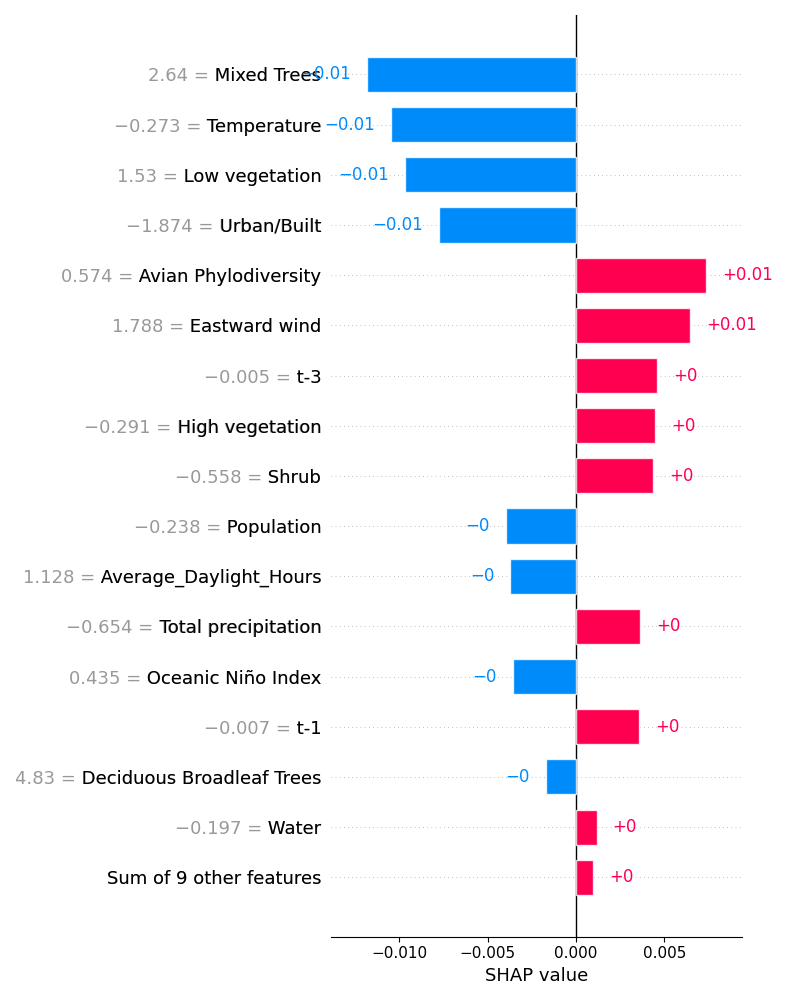 2.64 = Mixed Trees −0.01
−0.273 = Temperature −0.01
1.53 = Low vegetation −0.01
−1.874 = Urban/Built −0.01
0.574 = Avian Phylodiversity +0.01
1.788 = Eastward wind +0.01
−0.005 = t-3 +0
−0.291 = High vegetation +0
−0.558 = Shrub +0
−0.238 = Population −0
1.128 = Average_Daylight_Hours −0
−0.654 = Total precipitation +0
0.435 = Oceanic Niño Index −0
−0.007 = t-1 +0
4.83 = Deciduous Broadleaf Trees −0
−0.197 = Water +0
Sum of 9 other features +0
−0.010 −0.005 0.000 0.005
SHAP value